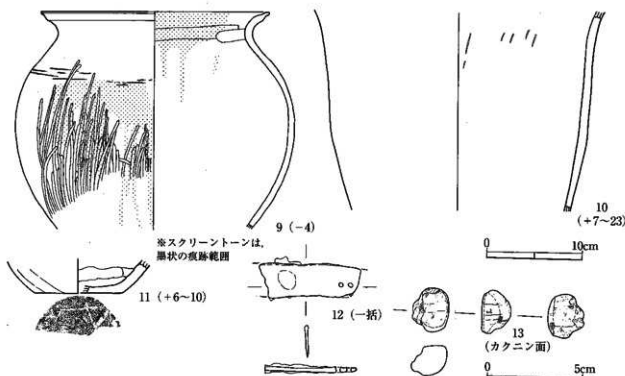 9 (-4)
10
(+7~23)
※スクリーントーンは,
墨状の痕跡範囲
0 10cm
11 (+6~10)
12 (一括)
13
(カクニン面)
0 5cm